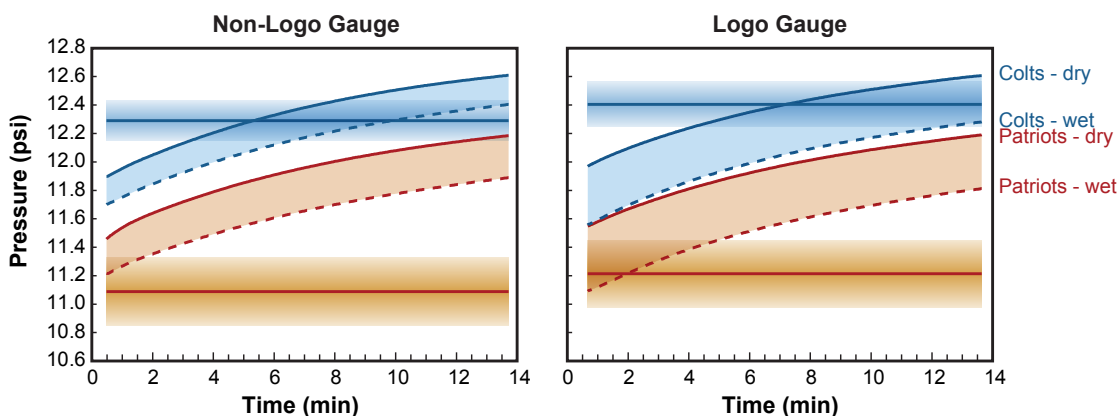 Non-Logo Gauge
Logo Gauge
Pressure (psi)
12.8
12.6
12.4
12.2
12.0
11.8
11.6
11.4
11.2
11.0
10.8
10.6
0 2 4 6 8 10 12 14
0 2 4 6 8 10 12 14
Time (min)
Time (min)
Colts - dry
Colts - wet
Patriots - dry
Patriots - wet